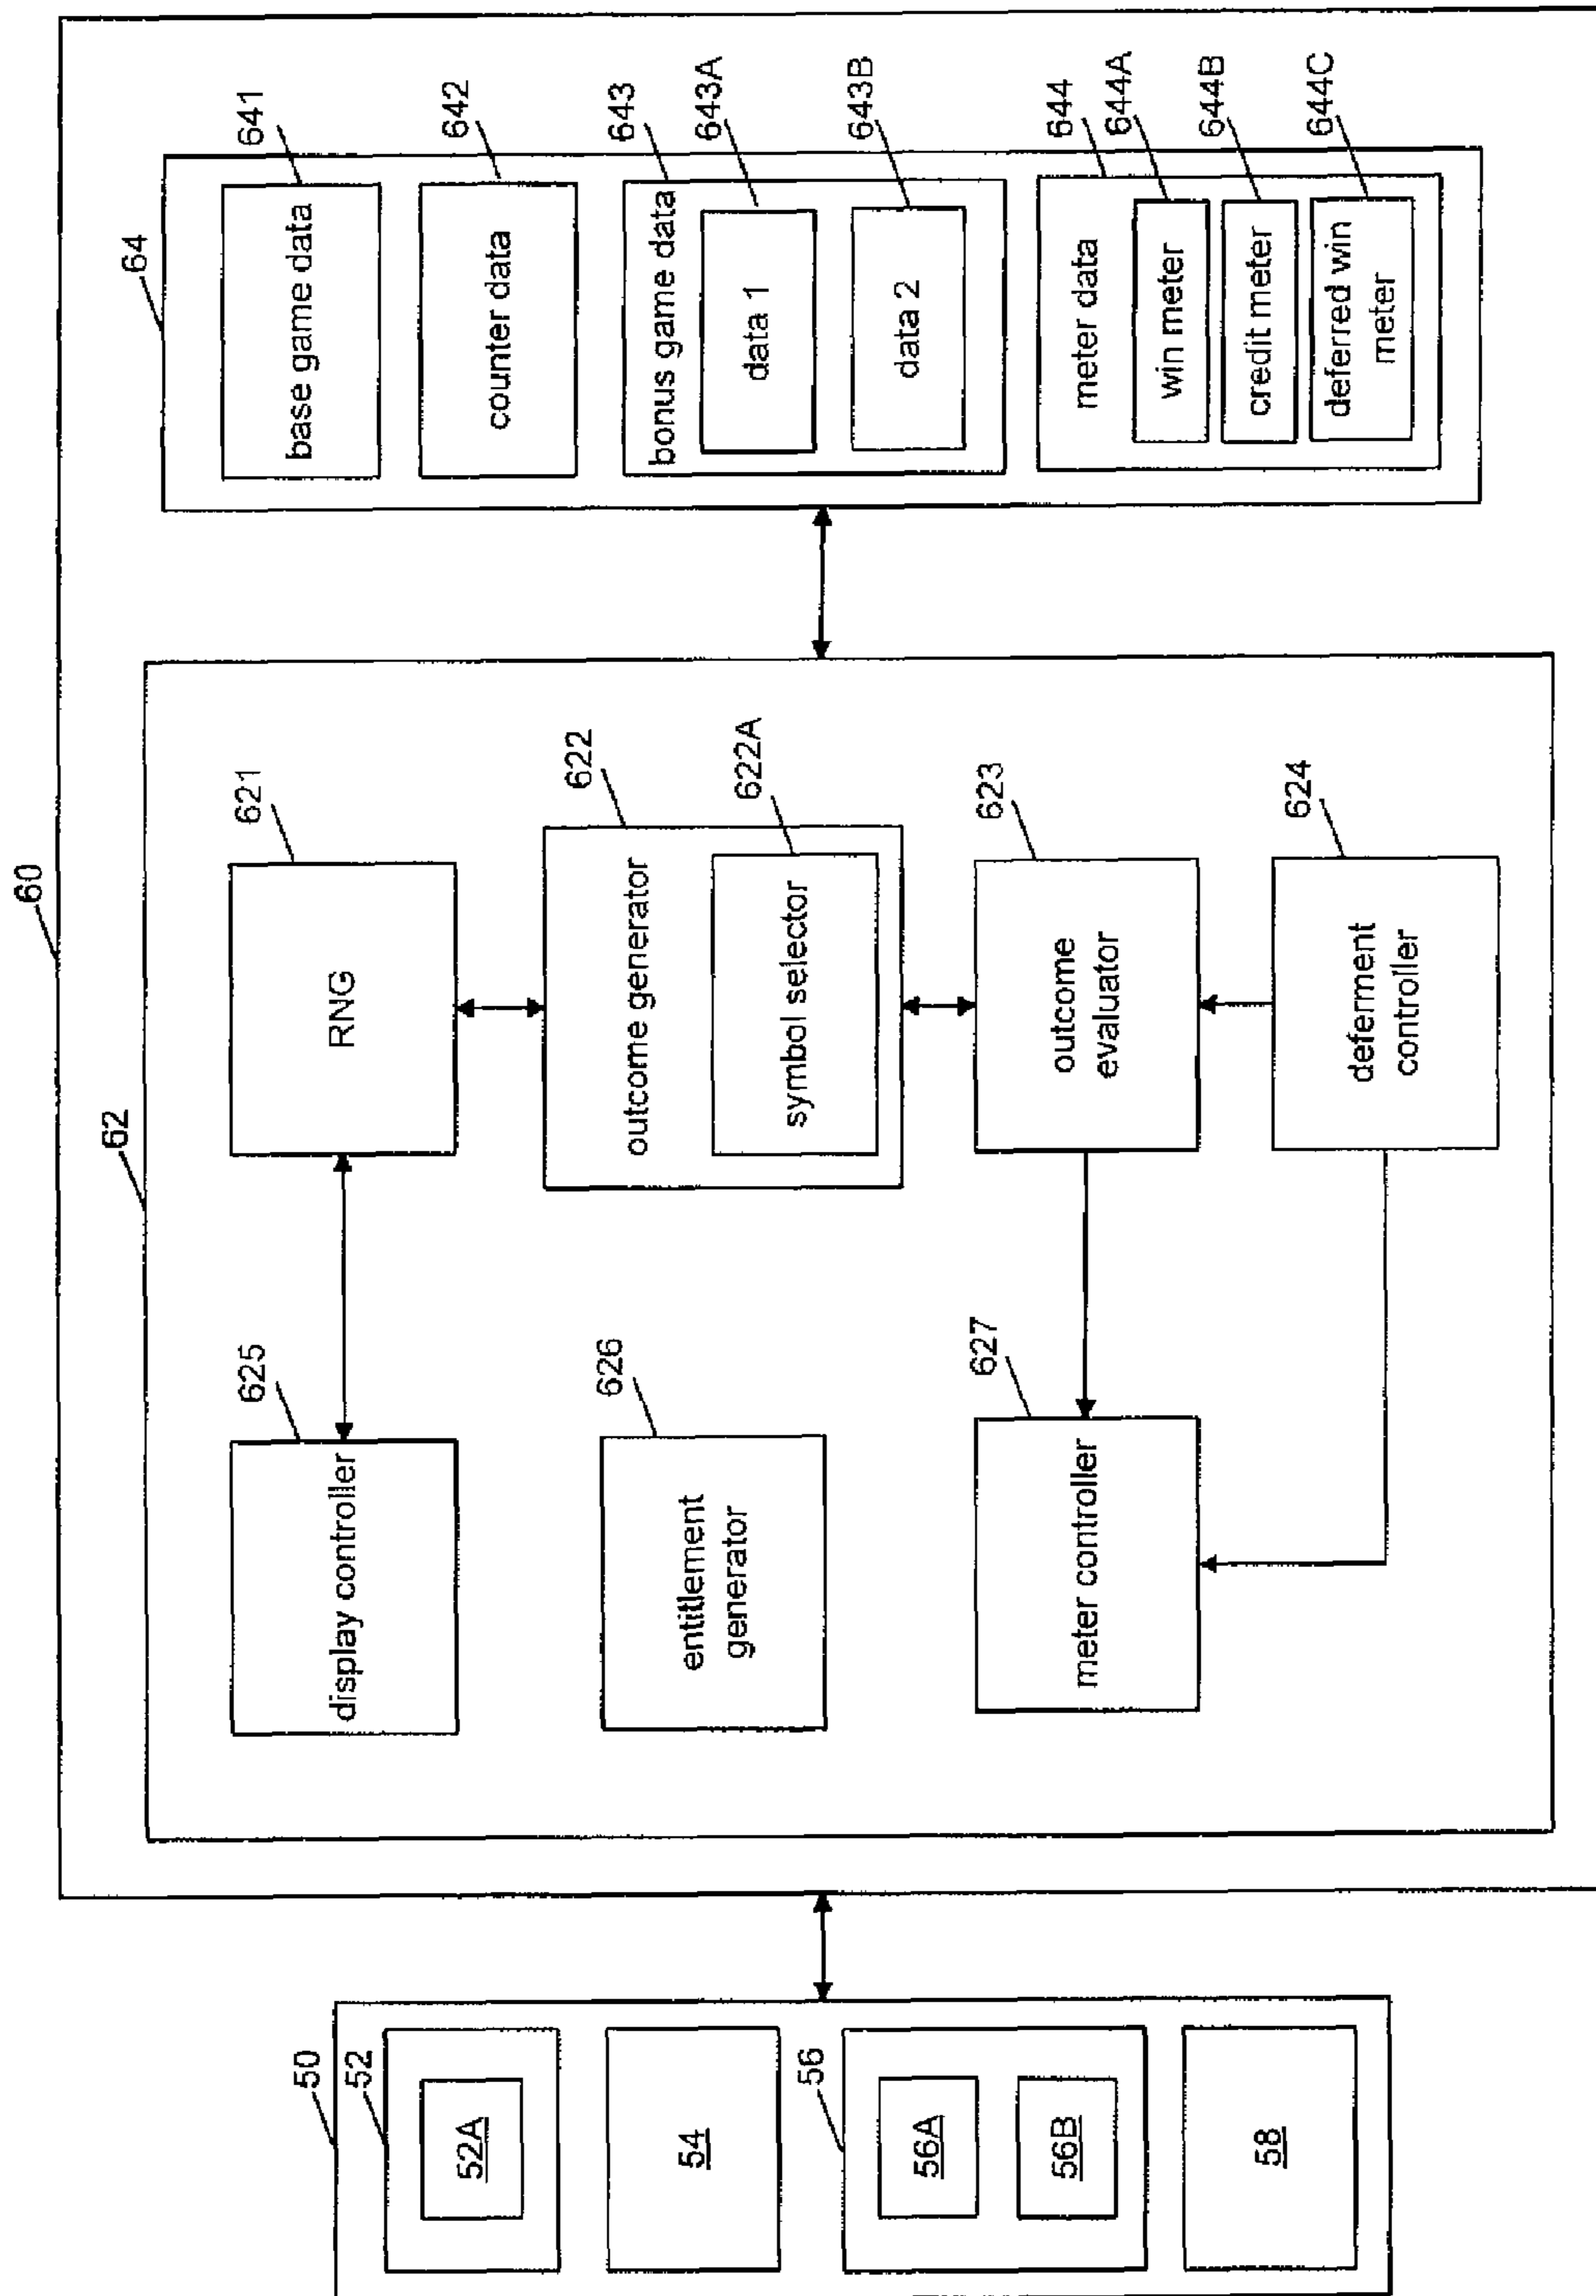 60
62
64
50
52
52A
54
56
56A
56B
58
625
display controller
621
RNG
626
entitlement
generator
622
outcome generator
622A
symbol selector
627
meter controller
623
outcome
evaluator
624
deferment
controller
641
base game data
642
counter data
643
bonus game data
643A
data 1
643B
data 2
644
meter data
644A
win meter
644B
credit meter
644C
deferred win
meter